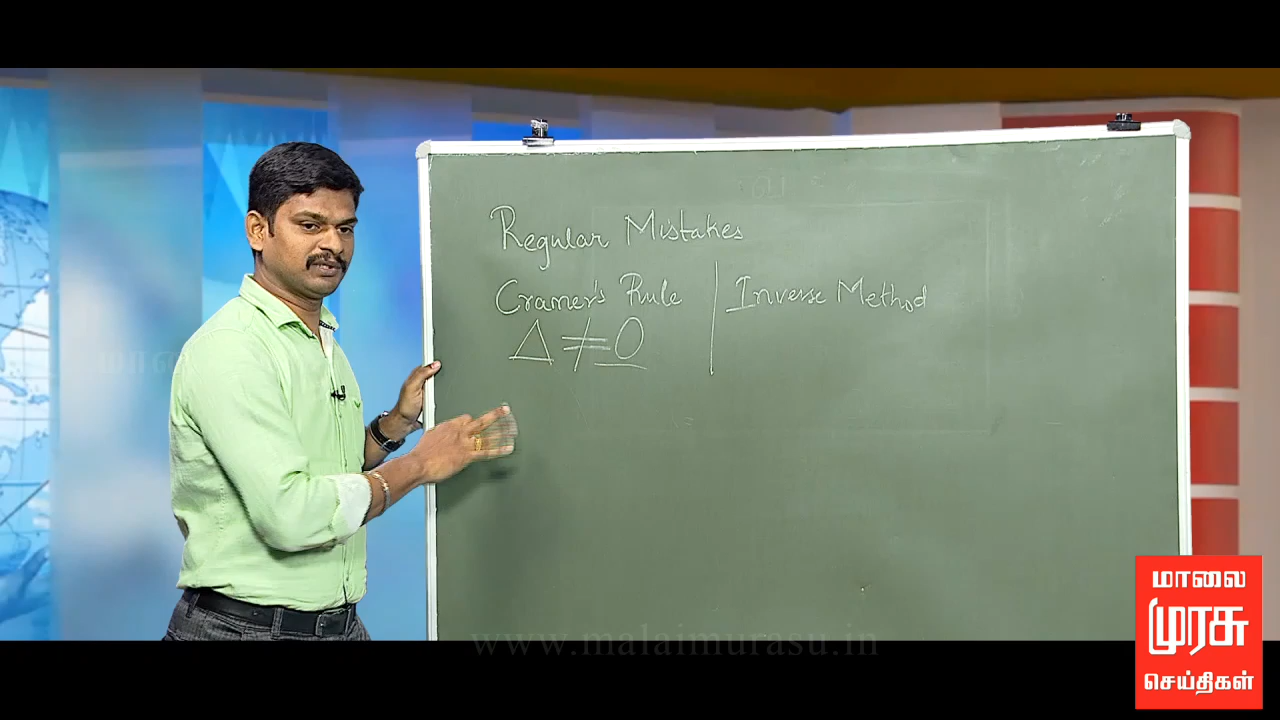 Regular Mistakes
Cramer's Rule | Inverse Method
Δ ≠ 0
மாலை
முரசு
செய்திகள்
www.malaimurasu.in